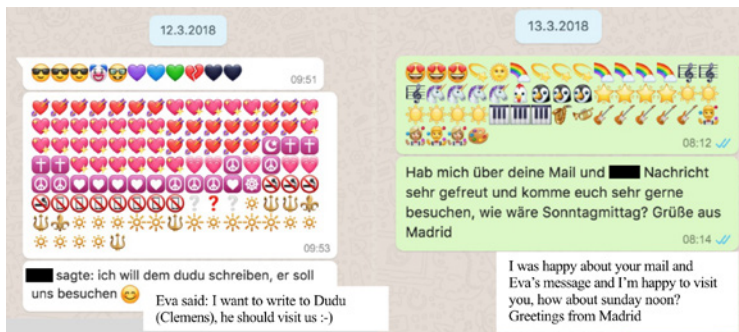 12.3.2018
09:51
09:53
sagte: ich will dem dudu schreiben, er soll
uns besuchen
Eva said: I want to write to Dudu
(Clemens), he should visit us :-)
13.3.2018
08:12
Hab mich über deine Mail und Nachricht
sehr gefreut und komme euch sehr gerne
besuchen, wie wäre Sonntagmittag? Grüße aus
Madrid
08:14
I was happy about your mail and
Eva's message and I'm happy to visit
you, how about sunday noon?
Greetings from Madrid